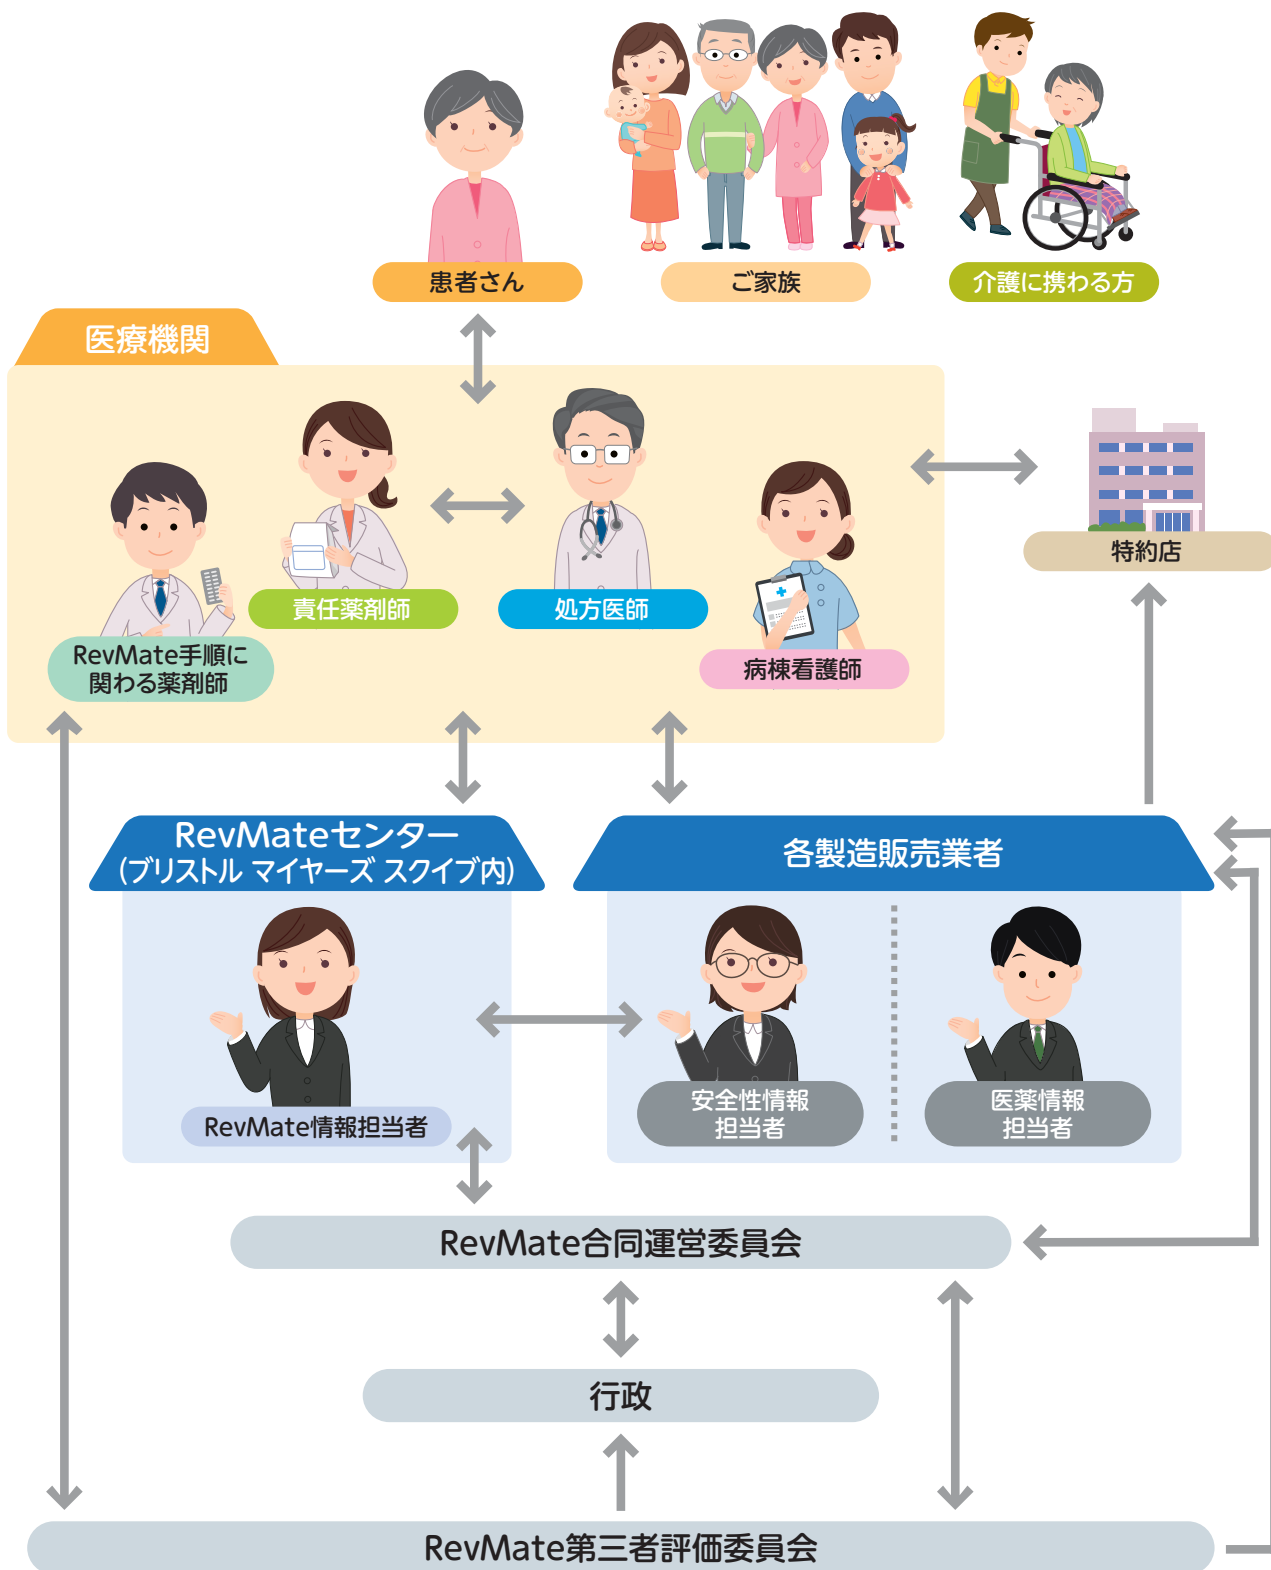 患者さん
ご家族
介護に携わる方
医療機関
特約店
責任薬剤師
処方医師
RevMate手順に
関わる薬剤師
病棟看護師
RevMateセンター
(ブリストル マイヤーズ スクイブ内)
各製造販売業者
RevMate情報担当者
安全性情報
担当者
医薬情報
担当者
RevMate合同運営委員会
行政
RevMate第三者評価委員会